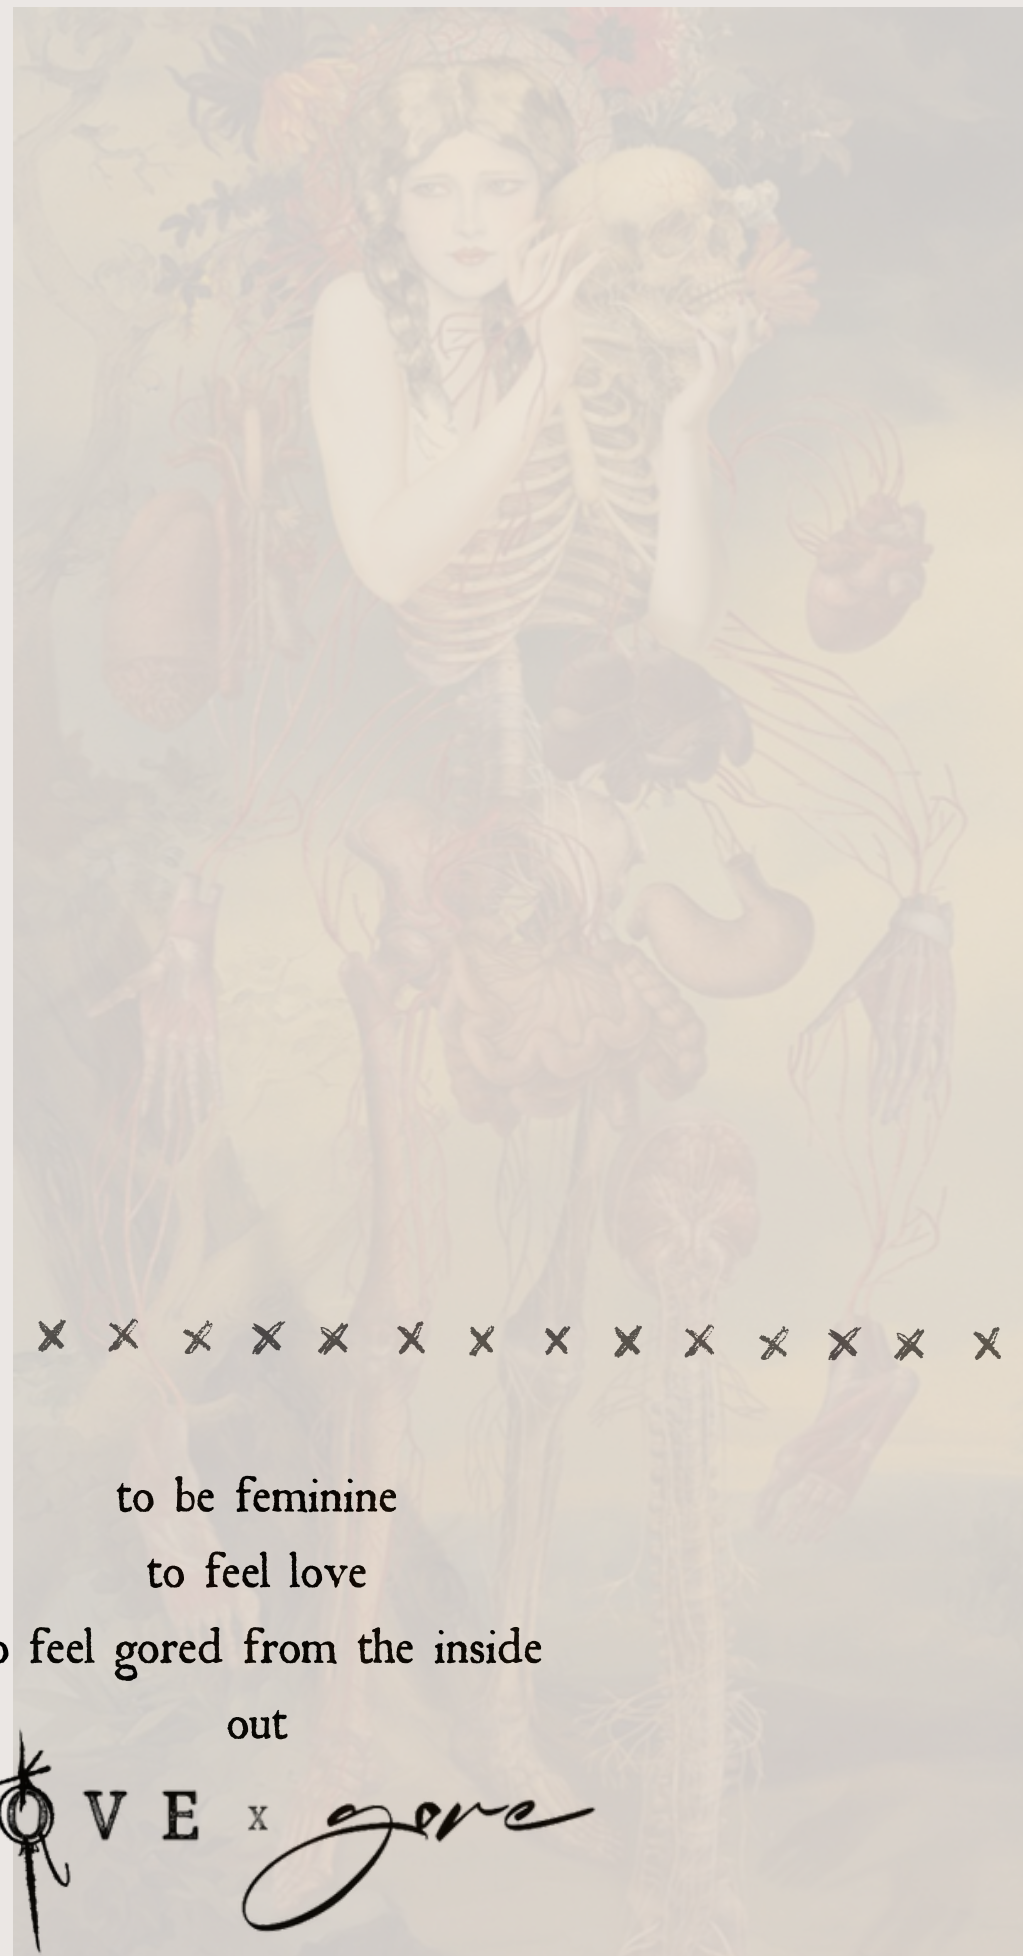 x x x x x x x x x x x x x x
to be feminine
to feel love
o feel gored from the inside
out
OVE x gore